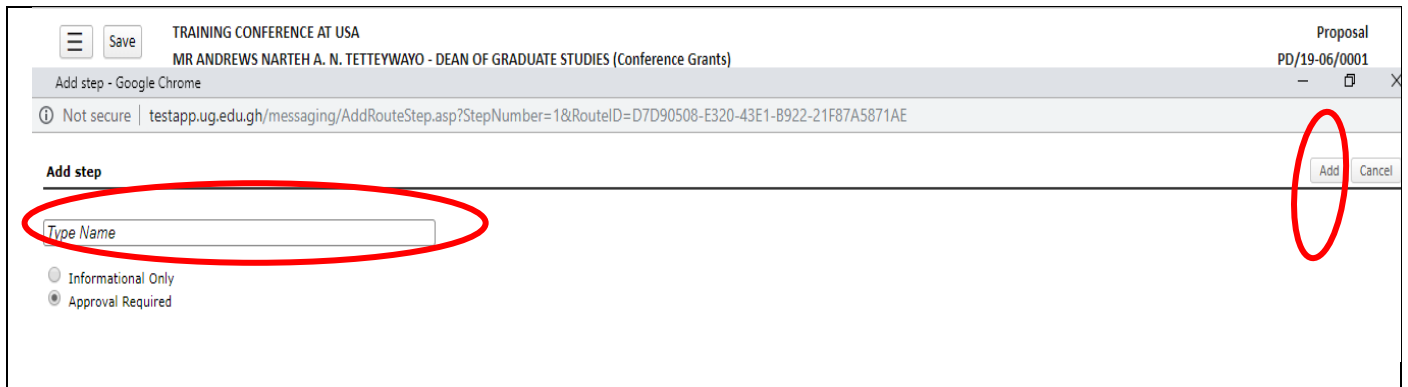 Save
TRAINING CONFERENCE AT USA
Proposal
MR ANDREWS NARTEH A. N. TETTEYWAYO - DEAN OF GRADUATE STUDIES (Conference Grants)
PD/19-06/0001
Add step - Google Chrome
Not secure | testapp.ug.edu.gh/messaging/AddRouteStep.asp?StepNumber=1&RouteID=D7D90508-E320-43E1-B922-21F87A5871AE
Add step
Add Cancel
Type Name
Informational Only
Approval Required